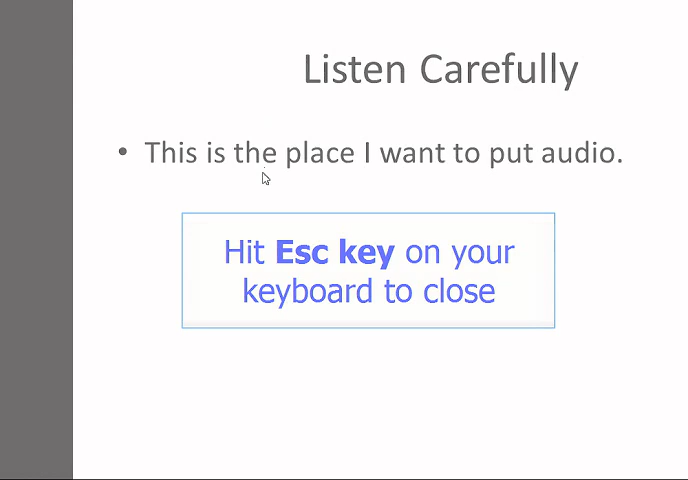 Listen Carefully
• This is the place I want to put audio.
Hit Esc key on your
keyboard to close